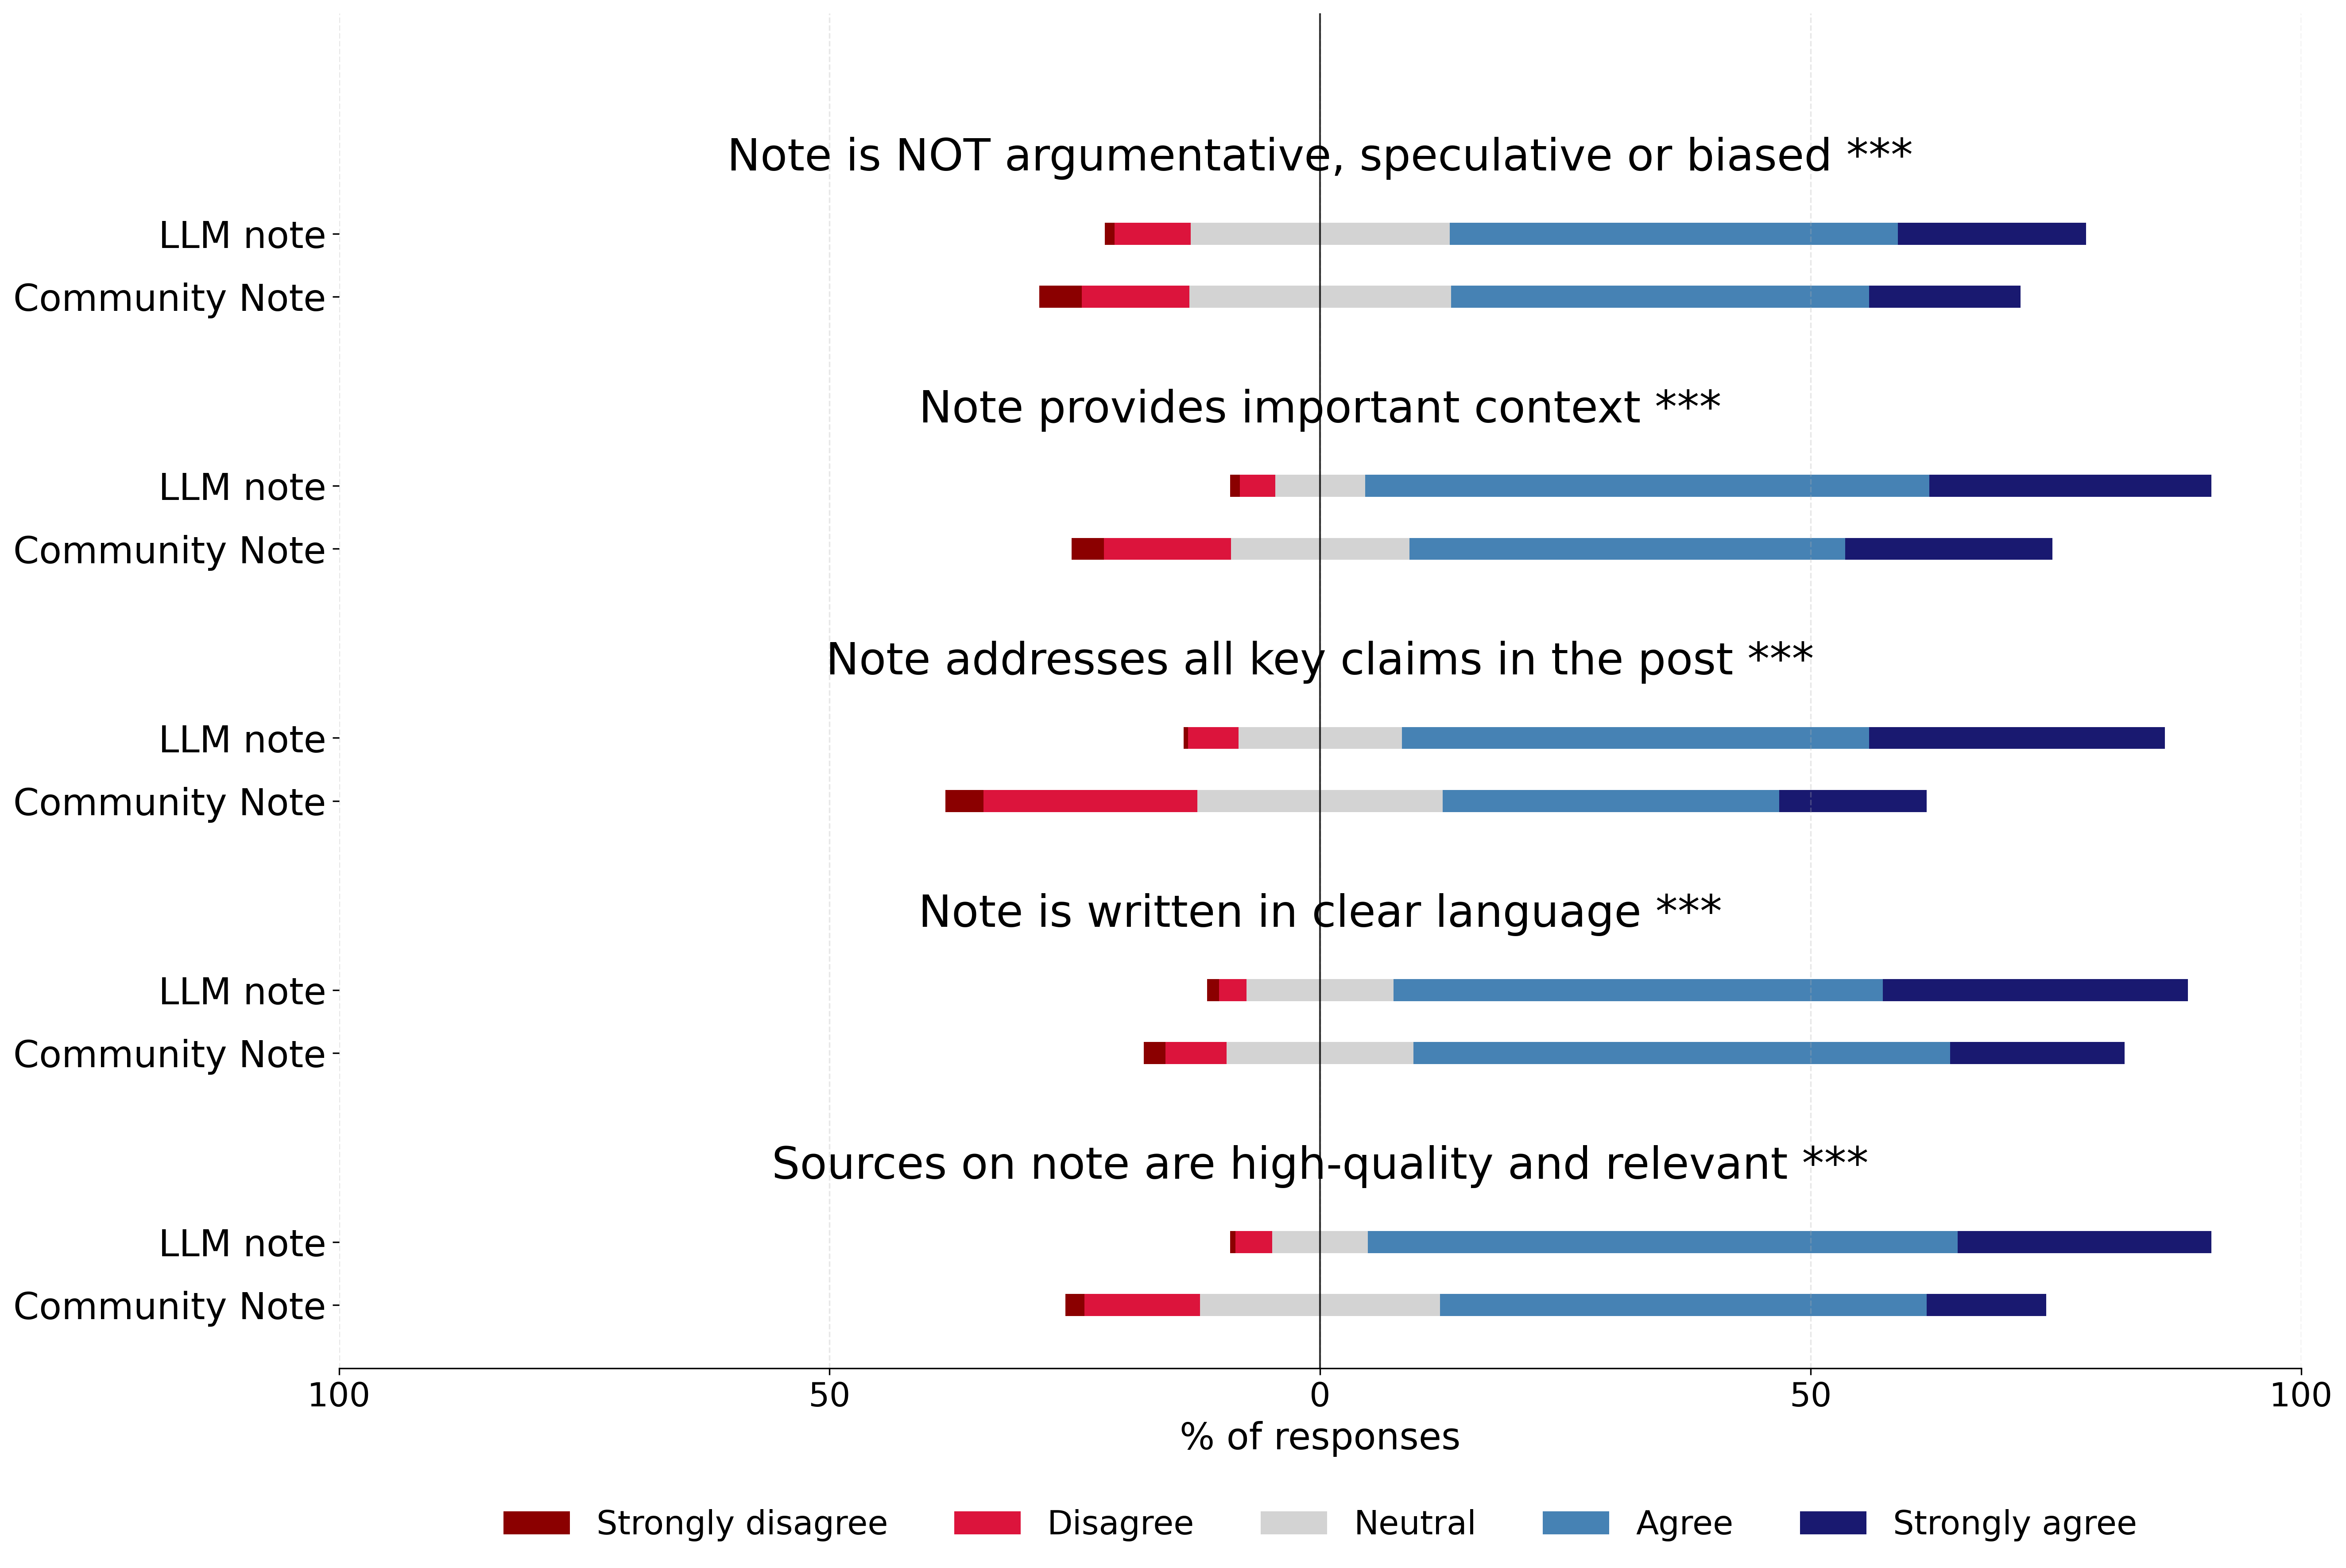 Note is NOT argumentative, speculative or biased ***
LLM note
Community Note
Note provides important context ***
LLM note
Community Note
Note addresses all key claims in the post ***
LLM note
Community Note
Note is written in clear language ***
LLM note
Community Note
Sources on note are high-quality and relevant ***
LLM note
Community Note
100 50 0 50 100
% of responses
Strongly disagree Disagree Neutral Agree Strongly agree